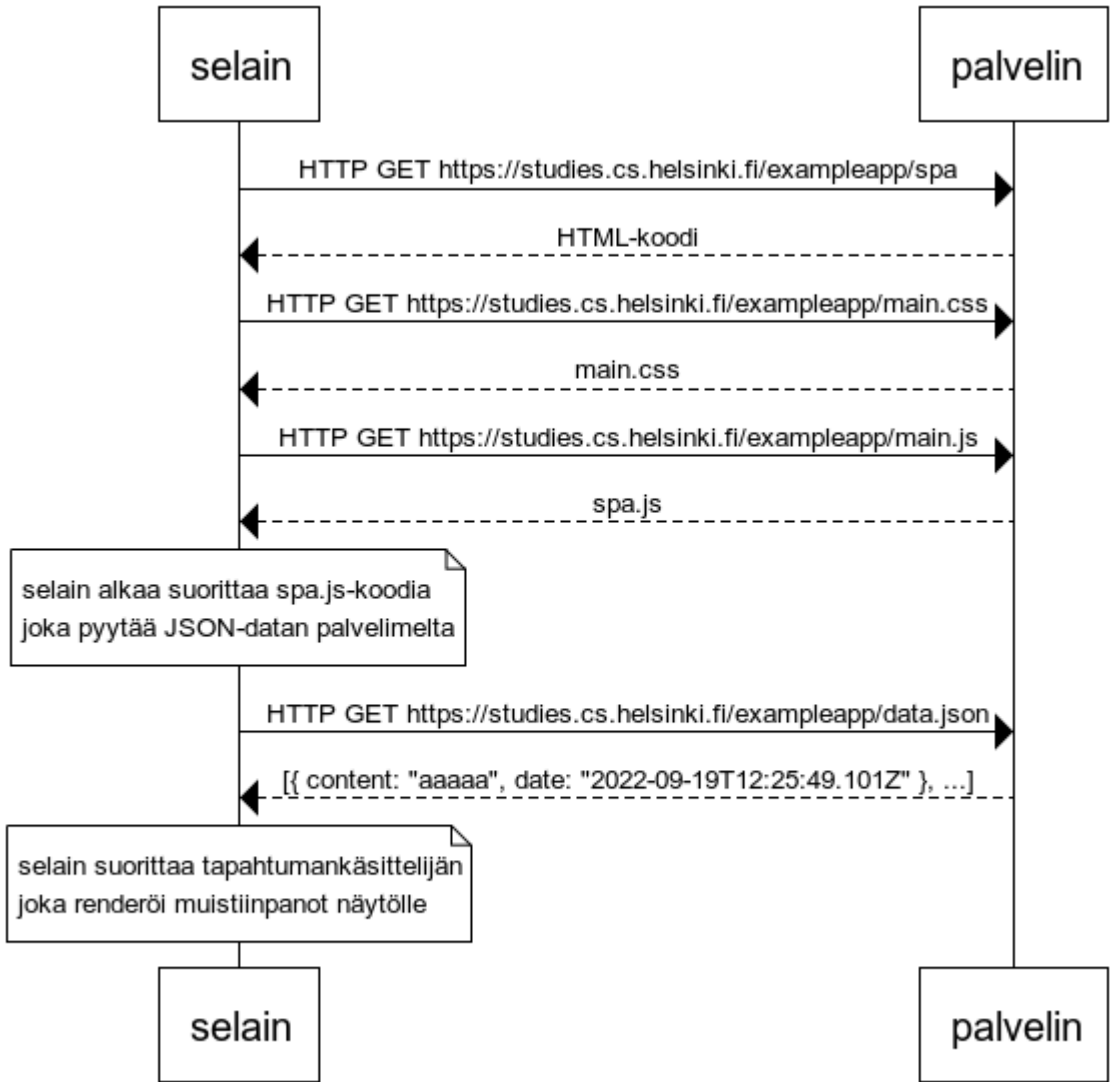 selain
palvelin
HTTP GET https://studies.cs.helsinki.fi/exampleapp/spa
HTML-koodi
HTTP GET https://studies.cs.helsinki.fi/exampleapp/main.css
main.css
HTTP GET https://studies.cs.helsinki.fi/exampleapp/main.js
spa.js
selain alkaa suorittaa spa.js-koodia
joka pyytää JSON-datan palvelimelta
HTTP GET https://studies.cs.helsinki.fi/exampleapp/data.json
[{ content: "aaaaa", date: "2022-09-19T12:25:49.101Z" }, ...]
selain suorittaa tapahtumankäsittelijän
joka renderöi muistiinpanot näytölle
selain
palvelin